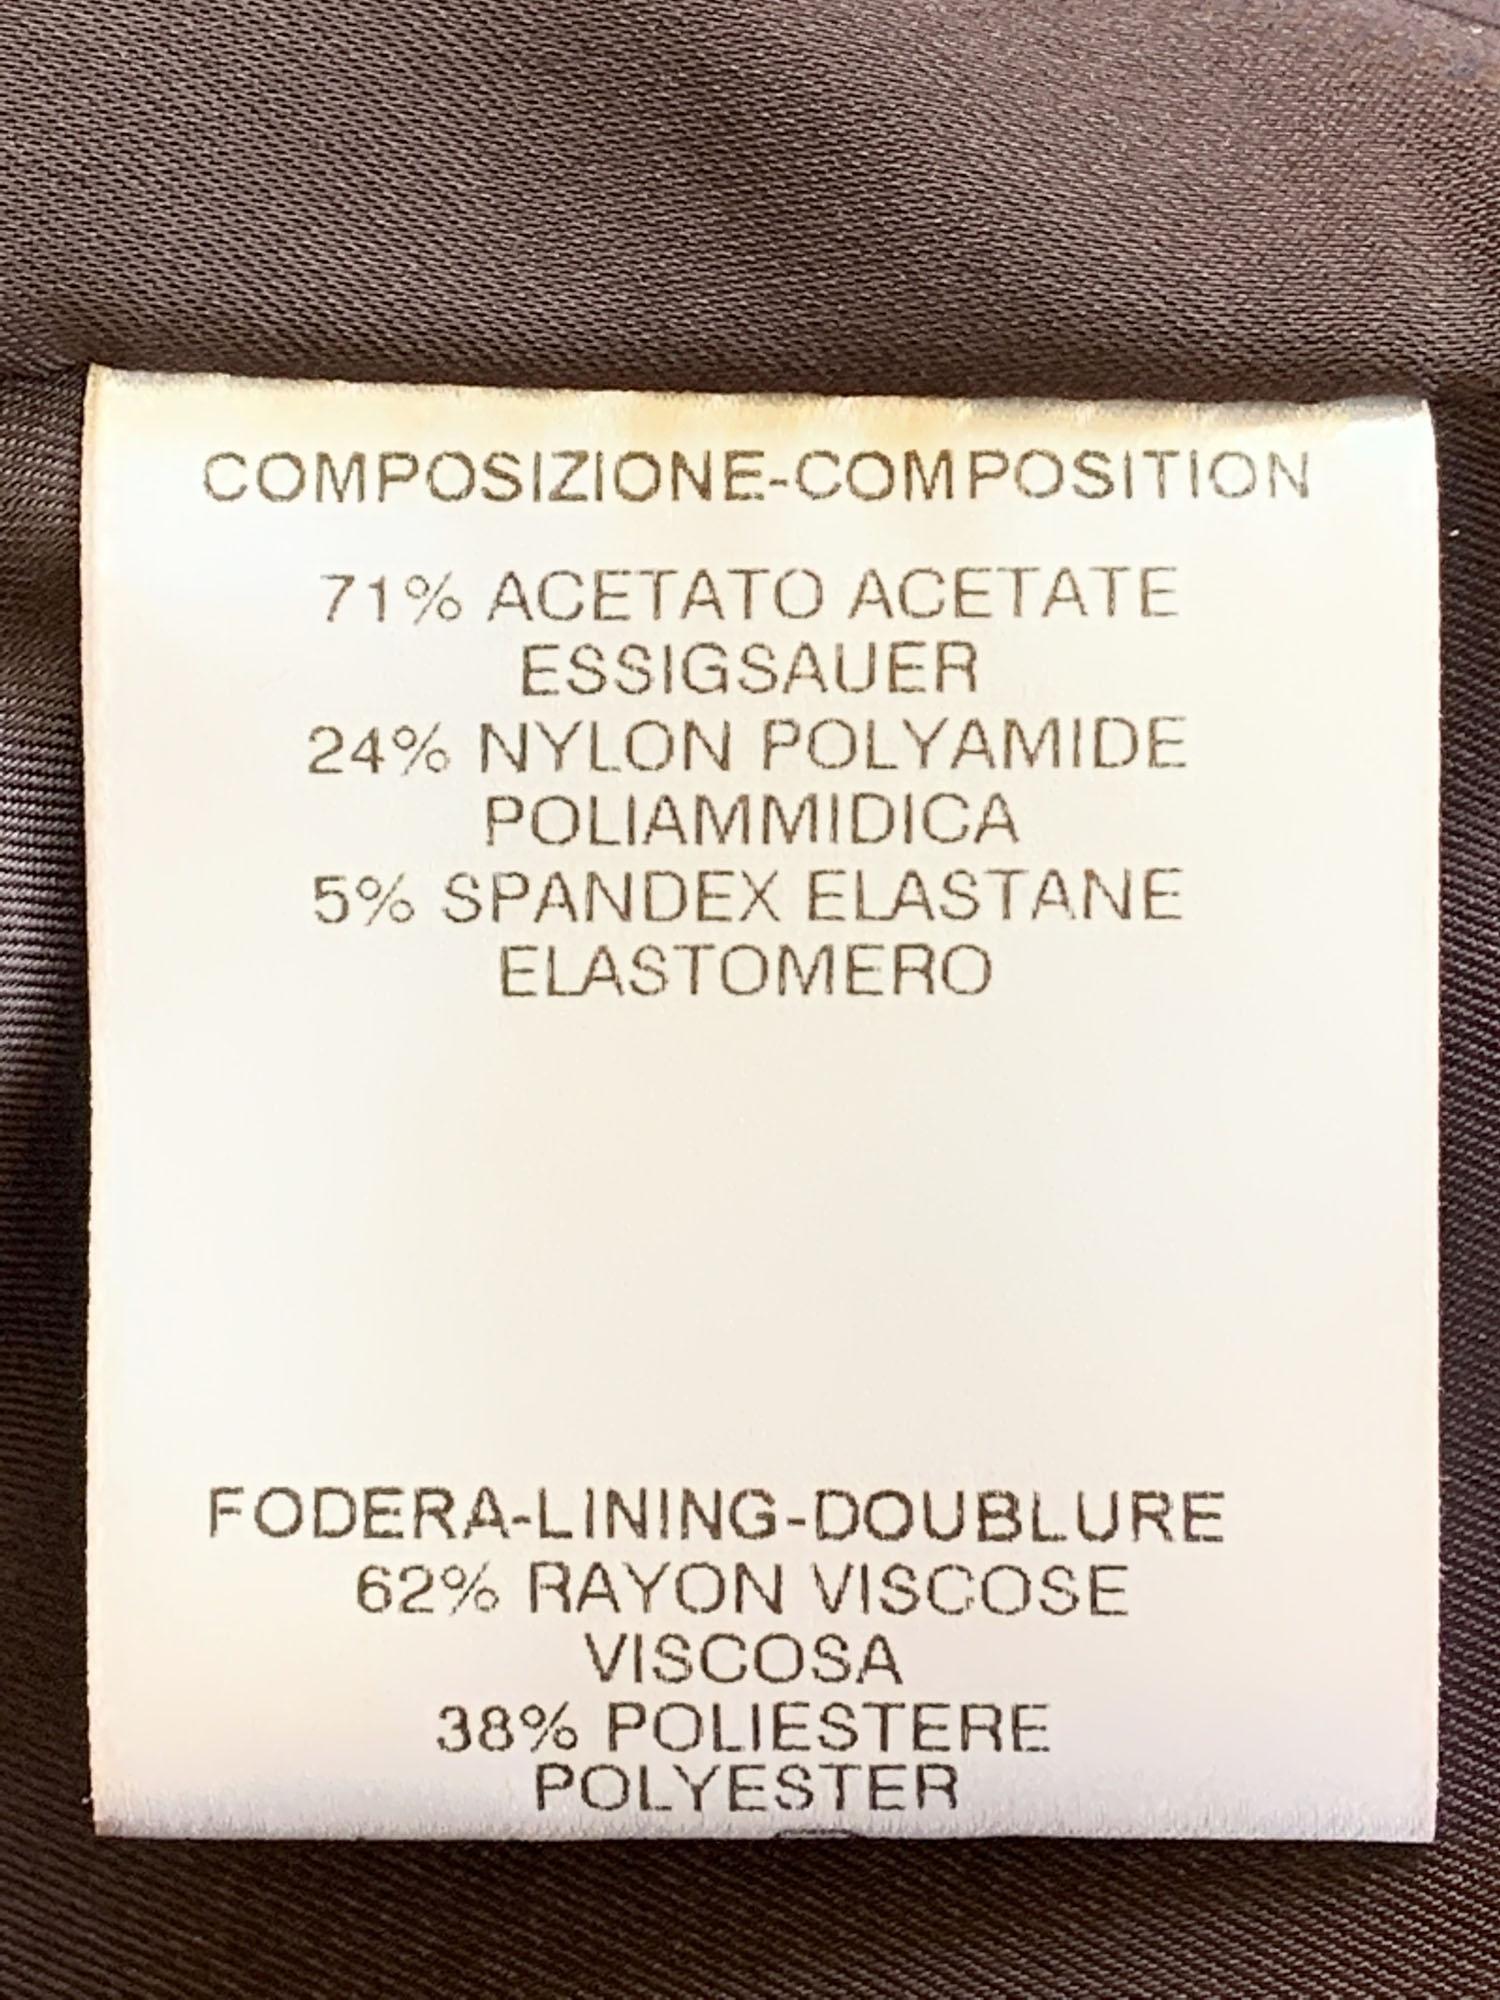 COMPOSIZIONE-COMPOSITION
71% ACETATO ACETATE
ESSIGSAUER
24% NYLON POLYAMIDE
POLIAMMIDICA
5% SPANDEX ELASTANE
ELASTOMERO
FODERA-LINING-DOUBLURE
62% RAYON VISCOSE
VISCOSA
38% POLIESTERE
POLYESTER